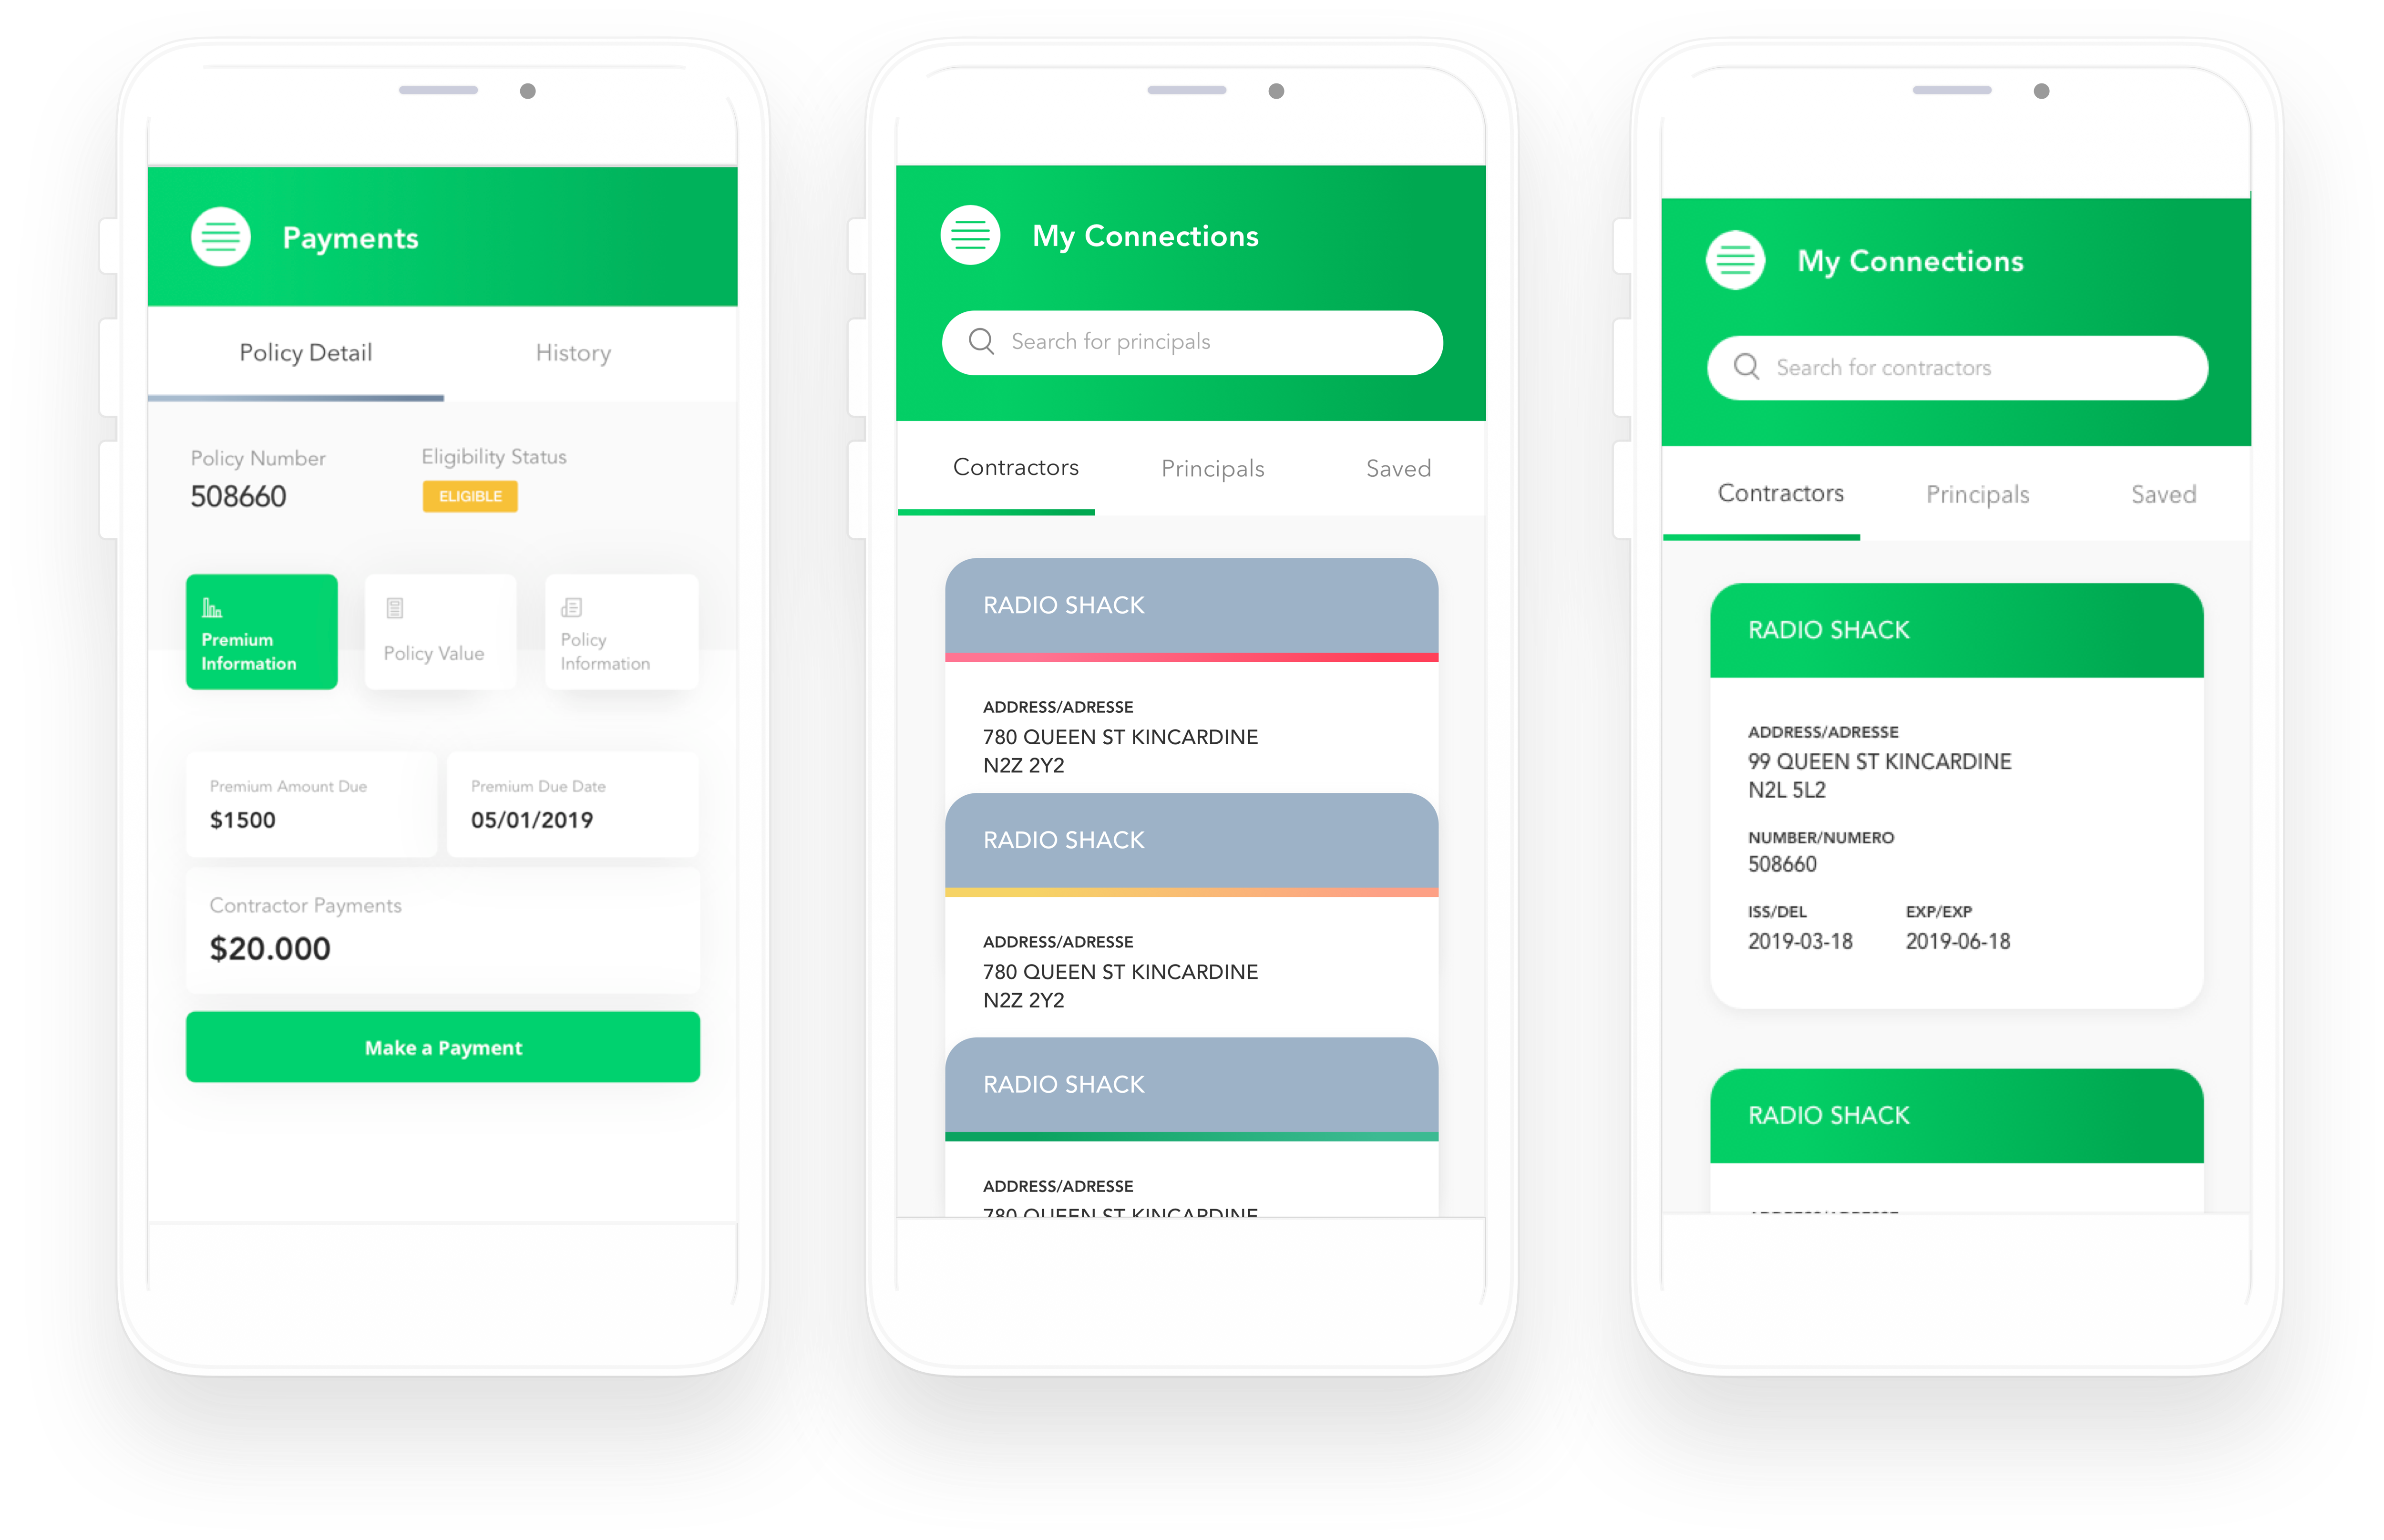 Payments
Policy Detail
History
Policy Number
508660
Eligibility Status
ELIGIBLE
Premium
Information
Policy Value
Policy
Information
Premium Amount Due
$1500
Premium Due Date
05/01/2019
Contractor Payments
$20.000
Make a Payment
My Connections
Search for principals
Contractors
Principals
Saved
RADIO SHACK
ADDRESS/ADRESSE
780 QUEEN ST KINCARDINE
N2Z 2Y2
RADIO SHACK
ADDRESS/ADRESSE
780 QUEEN ST KINCARDINE
N2Z 2Y2
RADIO SHACK
ADDRESS/ADRESSE
780 QUEEN ST KINCARDINE
My Connections
Search for contractors
Contractors
Principals
Saved
RADIO SHACK
ADDRESS/ADRESSE
99 QUEEN ST KINCARDINE
N2L 5L2
NUMBER/NUMERO
508660
ISS/DEL
EXP/EXP
2019-03-18
2019-06-18
RADIO SHACK